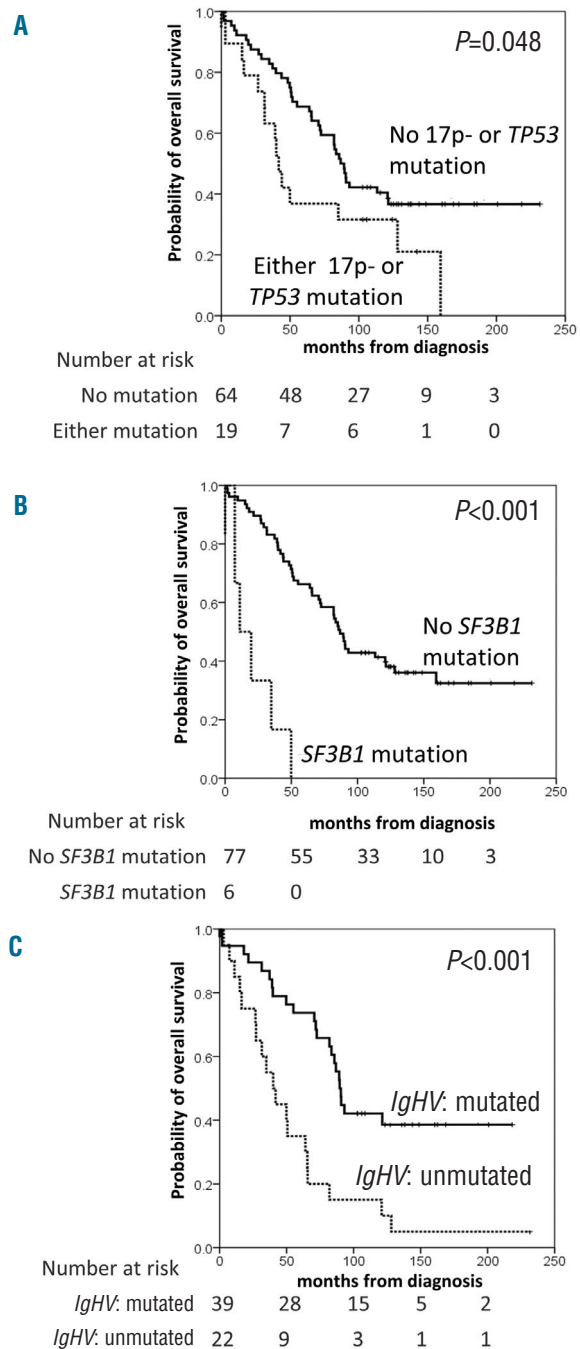 A
P=0.048
1.0
0.8
0.6
0.4
0.2
0.0
Probability of overall survival
No 17p- or TP53
mutation
Either 17p- or
TP53 mutation
0 50 100 150 200 250
months from diagnosis
Number at risk
No mutation 64 48 27 9 3
Either mutation 19 7 6 1 0
B
P<0.001
1.0
0.8
0.6
0.4
0.2
0.0
Probability of overall survival
No SF3B1
mutation
SF3B1 mutation
0 50 100 150 200 250
Number at risk months from diagnosis
No SF3B1 mutation 77 55 33 10 3
SF3B1 mutation 6 0
C
P<0.001
1.0
0.8
0.6
0.4
0.2
0.0
Probability of overall survival
IgHV: mutated
IgHV: unmutated
0 50 100 150 200 250
Number at risk months from diagnosis
IgHV: mutated 39 28 15 5 2
IgHV: unmutated 22 9 3 1 1